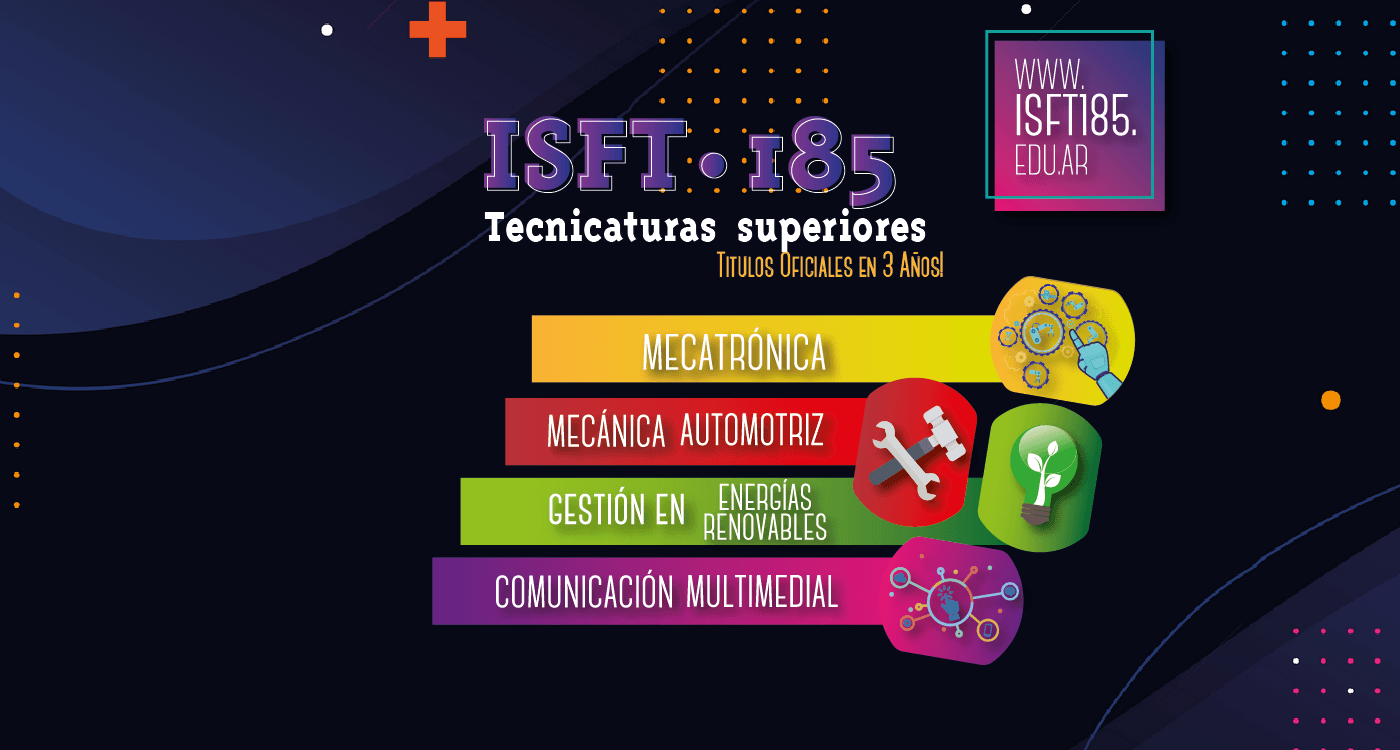 ISFT·185
Tecnicaturas superiores
Titulos Oficiales en 3 Años!
WWW.
ISFT185.
EDU.AR
MECATRÓNICA
MECÁNICA AUTOMOTRIZ
GESTIÓN EN ENERGÍAS
RENOVABLES
COMUNICACIÓN MULTIMEDIAL